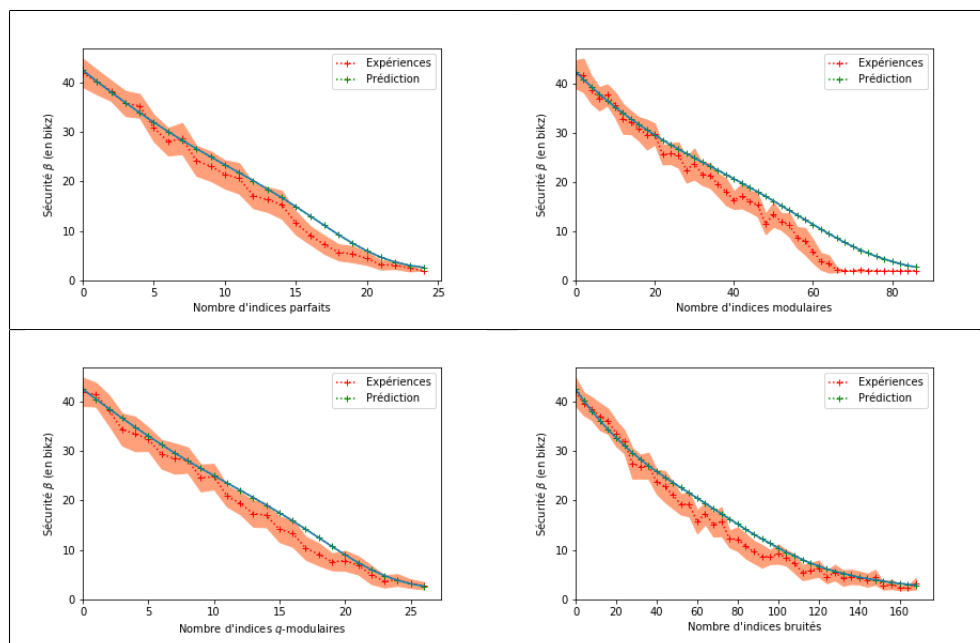 Expériences
Prédiction
Sécurité β (en bikz)
40
30
20
10
0
0 5 10 15 20 25
Nombre d'indices parfaits
Expériences
Prédiction
Sécurité β (en bikz)
40
30
20
10
0
0 20 40 60 80
Nombre d'indices modulaires
Expériences
Prédiction
Sécurité β (en bikz)
40
30
20
10
0
0 5 10 15 20 25
Nombre d'indices q-modulaires
Expériences
Prédiction
Sécurité β (en bikz)
40
30
20
10
0
0 20 40 60 80 100 120 140 160
Nombre d'indices bruités